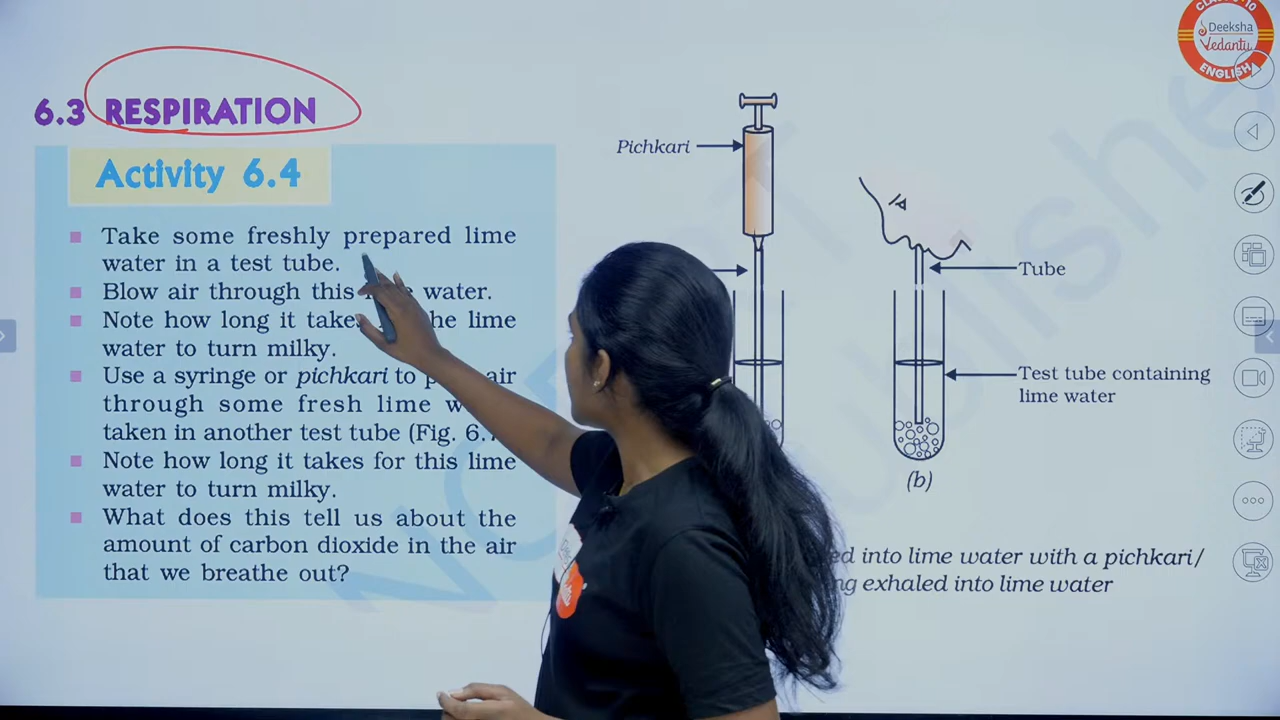 CLASS 10
Deeksha
Vedantu
ENGLISH
6.3 RESPIRATION
Activity 6.4
Take some freshly prepared lime
water in a test tube.
Blow air through this water.
Note how long it takes he lime
water to turn milky.
Use a syringe or pichkari to air
through some fresh lime
taken in another test tube (Fig. 6.
Note how long it takes for this lime
water to turn milky.
What does this tell us about the
amount of carbon dioxide in the air
that we breathe out?
Pichkari
Tube
Test tube containing
lime water
(b)
ed into lime water with a pichkari/
ng exhaled into lime water